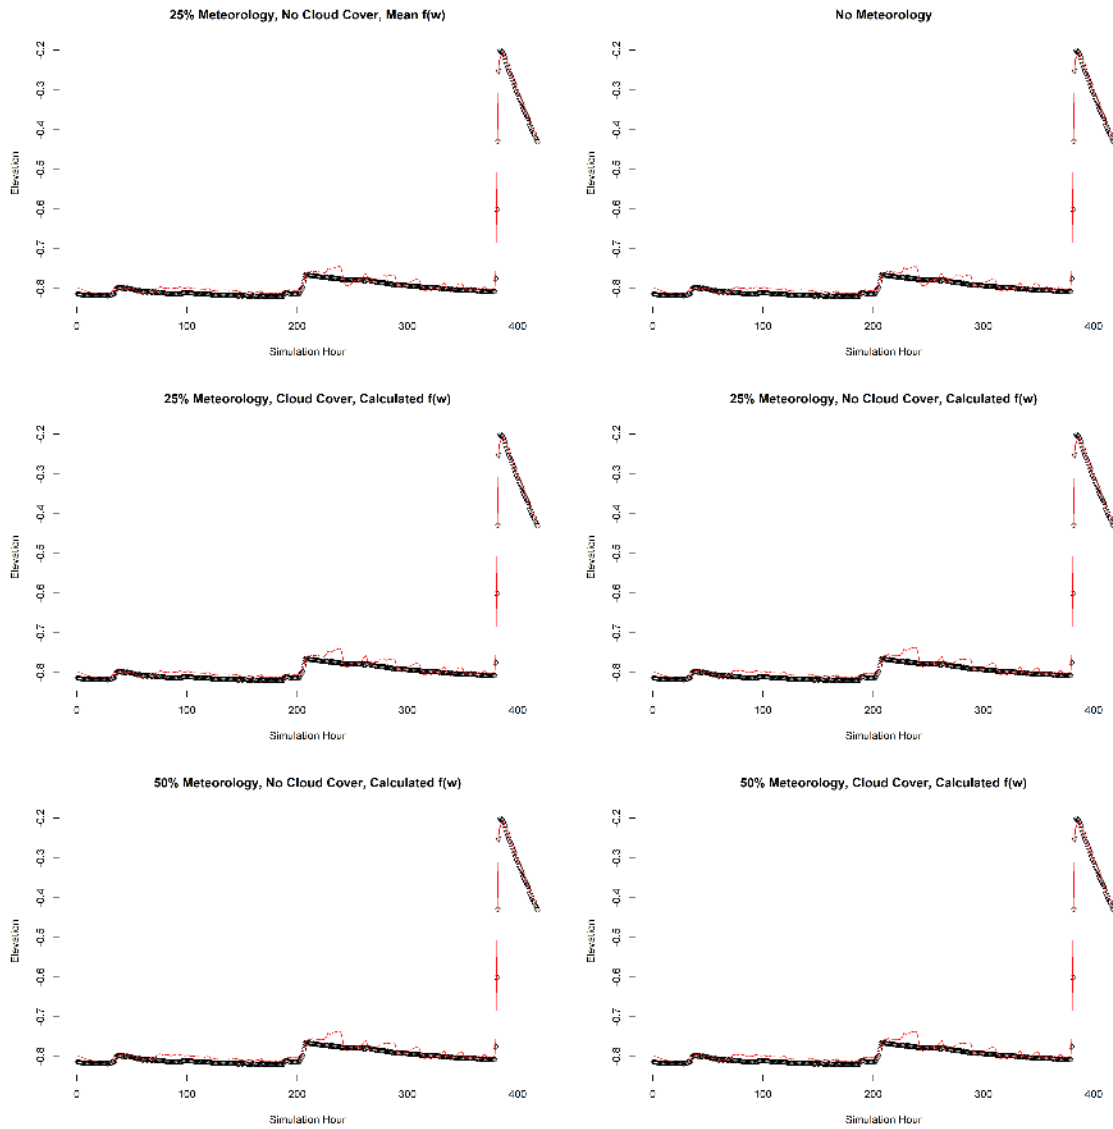 25% Meteorology, No Cloud Cover, Mean f(w)
Elevation
-0.2
-0.3
-0.4
-0.5
-0.6
-0.7
-0.8
0 100 200 300 400
Simulation Hour
No Meteorology
Elevation
-0.2
-0.3
-0.4
-0.5
-0.6
-0.7
-0.8
0 100 200 300 400
Simulation Hour
25% Meteorology, Cloud Cover, Calculated f(w)
Elevation
-0.2
-0.3
-0.4
-0.5
-0.6
-0.7
-0.8
0 100 200 300 400
Simulation Hour
25% Meteorology, No Cloud Cover, Calculated f(w)
Elevation
-0.2
-0.3
-0.4
-0.5
-0.6
-0.7
-0.8
0 100 200 300 400
Simulation Hour
50% Meteorology, No Cloud Cover, Calculated f(w)
Elevation
-0.2
-0.3
-0.4
-0.5
-0.6
-0.7
-0.8
0 100 200 300 400
Simulation Hour
50% Meteorology, Cloud Cover, Calculated f(w)
Elevation
-0.2
-0.3
-0.4
-0.5
-0.6
-0.7
-0.8
0 100 200 300 400
Simulation Hour